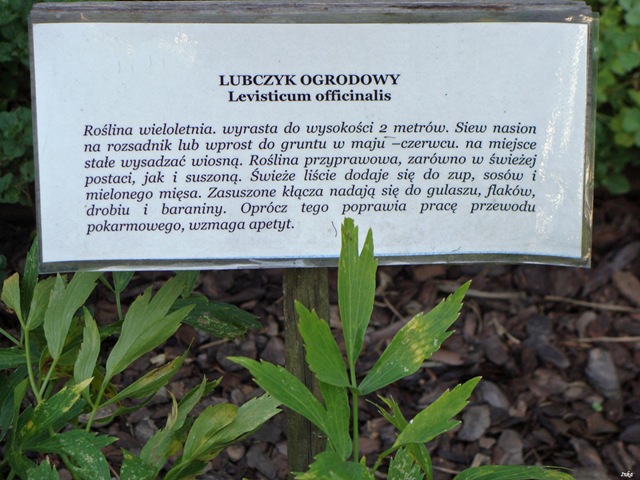 LUBCZYK OGRODOWY
Levisticum officinalis
Roślina wieloletnia. wyrasta do wysokości 2 metrów. Siew nasion
na rozsadnik lub wprost do gruntu w maju –czerwcu. na miejsce
stałe wysadzać wiosną. Roślina przyprawowa, zarówno w świeżej
postaci, jak i suszoną. Świeże liście dodaje się do zup, sosów i
mielonego mięsa. Zasuszone kłącza nadają się do gulaszu, flaków,
drobiu i baraniny. Oprócz tego poprawia pracę przewodu
pokarmowego, wzmaga apetyt.